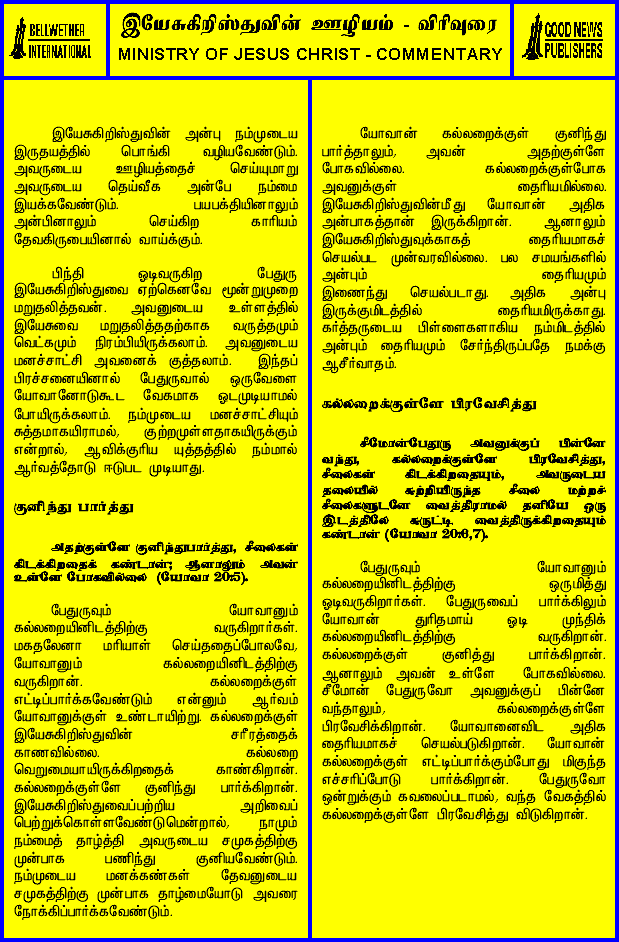 BELLWETHER
INTERNATIONAL
இயேசுகிறிஸ்துவின் ஊழியம் - விரிவுரை
MINISTRY OF JESUS CHRIST - COMMENTARY
GOOD NEWS
PUBLISHERS
இயேசுகிறிஸ்துவின் அன்பு நம்முடைய
இருதயத்தில் பொங்கி வழியவேண்டும்.
அவருடைய ஊழியத்தைச் செய்யுமாறு
அவருடைய தெய்வீக அன்பே நம்மை
இயக்கவேண்டும். பயபக்தியினாலும்
அன்பினாலும் செய்கிற காரியம்
தேவகிருபையினால் வாய்க்கும்.
பிந்தி ஓடிவருகிற பேதுரு
இயேசுகிறிஸ்துவை ஏற்கெனவே மூன்றுமுறை
மறுதலித்தவன். அவனுடைய உள்ளத்தில்
இயேசுவை மறுதலித்ததற்காக வருத்தமும்
வெட்கமும் நிரம்பியிருக்கலாம். அவனுடைய
மனச்சாட்சி அவனைக் குத்தலாம். இந்தப்
பிரச்சனையினால் பேதுருவால் ஒருவேளை
யோவானோடுகூட வேகமாக ஓடமுடியாமல்
போயிருக்கலாம். நம்முடைய மனச்சாட்சியும்
சுத்தமாகயிராமல், குற்றமுள்ளதாகயிருக்கும்
என்றால், ஆவிக்குரிய யுத்தத்தில் நம்மால்
ஆர்வத்தோடு ஈடுபட முடியாது.
குனிந்து பார்த்து
அதற்குள்ளே குனிந்துபார்த்து, சீலைகள்
கிடக்கிறதைக் கண்டான்; ஆனாலும் அவன்
உள்ளே போகவில்லை (யோவா 20:5).
பேதுருவும் யோவானும்
கல்லறையினிடத்திற்கு வருகிறார்கள்.
மகதலேனா மரியாள் செய்ததைப்போலவே,
யோவானும் கல்லறையினிடத்திற்கு
வருகிறான். கல்லறைக்குள்
எட்டிப்பார்க்கவேண்டும் என்னும் ஆர்வம்
யோவானுக்குள் உண்டாயிற்று. கல்லறைக்குள்
இயேசுகிறிஸ்துவின் சரீரத்தைக்
காணவில்லை. கல்லறை
வெறுமையாயிருக்கிறதைக் காண்கிறான்.
கல்லறைக்குள்ளே குனிந்து பார்க்கிறான்.
இயேசுகிறிஸ்துவைப்பற்றிய அறிவைப்
பெற்றுக்கொள்ளவேண்டுமென்றால், நாமும்
நம்மைத் தாழ்த்தி அவருடைய சமுகத்திற்கு
முன்பாக பணிந்து குனியவேண்டும்.
நம்முடைய மனக்கண்கள் தேவனுடைய
சமுகத்திற்கு முன்பாக தாழ்மையோடு அவரை
நோக்கிப்பார்க்கவேண்டும்.
யோவான் கல்லறைக்குள் குனிந்து
பார்த்தாலும், அவன் அதற்குள்ளே
போகவில்லை. கல்லறைக்குள்போக
அவனுக்குள் தைரியமில்லை.
இயேசுகிறிஸ்துவின்மீது யோவான் அதிக
அன்பாகத்தான் இருக்கிறான். ஆனாலும்
இயேசுகிறிஸ்துவுக்காகத் தைரியமாகச்
செயல்பட முன்வரவில்லை. பல சமயங்களில்
அன்பும் தைரியமும்
இணைந்து செயல்படாது. அதிக அன்பு
இருக்குமிடத்தில் தைரியமிருக்காது.
கர்த்தருடைய பிள்ளைகளாகிய நம்மிடத்தில்
அன்பும் தைரியமும் சேர்ந்திருப்பதே நமக்கு
ஆசீர்வாதம்.
கல்லறைக்குள்ளே பிரவேசித்து
சீமோன்பேதுரு அவனுக்குப் பின்னே
வந்து, கல்லறைக்குள்ளே பிரவேசித்து,
சீலைகள் கிடக்கிறதையும், அவருடைய
தலையில் சுற்றியிருந்த சீலை மற்றச்
சீலைகளுடனே வைத்திராமல் தனியே ஒரு
இடத்திலே சுருட்டி வைத்திருக்கிறதையும்
கண்டான் (யோவா 20:6,7).
பேதுருவும் யோவானும்
கல்லறையினிடத்திற்கு ஒருமித்து
ஓடிவருகிறார்கள். பேதுருவைப் பார்க்கிலும்
யோவான் துரிதமாய் ஓடி முந்திக்
கல்லறையினிடத்திற்கு வருகிறான்.
கல்லறைக்குள் குனித்து பார்க்கிறான்.
ஆனாலும் அவன் உள்ளே போகவில்லை.
சீமோன் பேதுருவோ அவனுக்குப் பின்னே
வந்தாலும், கல்லறைக்குள்ளே
பிரவேசிக்கிறான். யோவானைவிட அதிக
தைரியமாகச் செயல்படுகிறான். யோவான்
கல்லறைக்குள் எட்டிப்பார்க்கும்போது மிகுந்த
எச்சரிப்போடு பார்க்கிறான். பேதுருவோ
ஒன்றுக்கும் கவலைப்படாமல், வந்த வேகத்தில்
கல்லறைக்குள்ளே பிரவேசித்து விடுகிறான்.